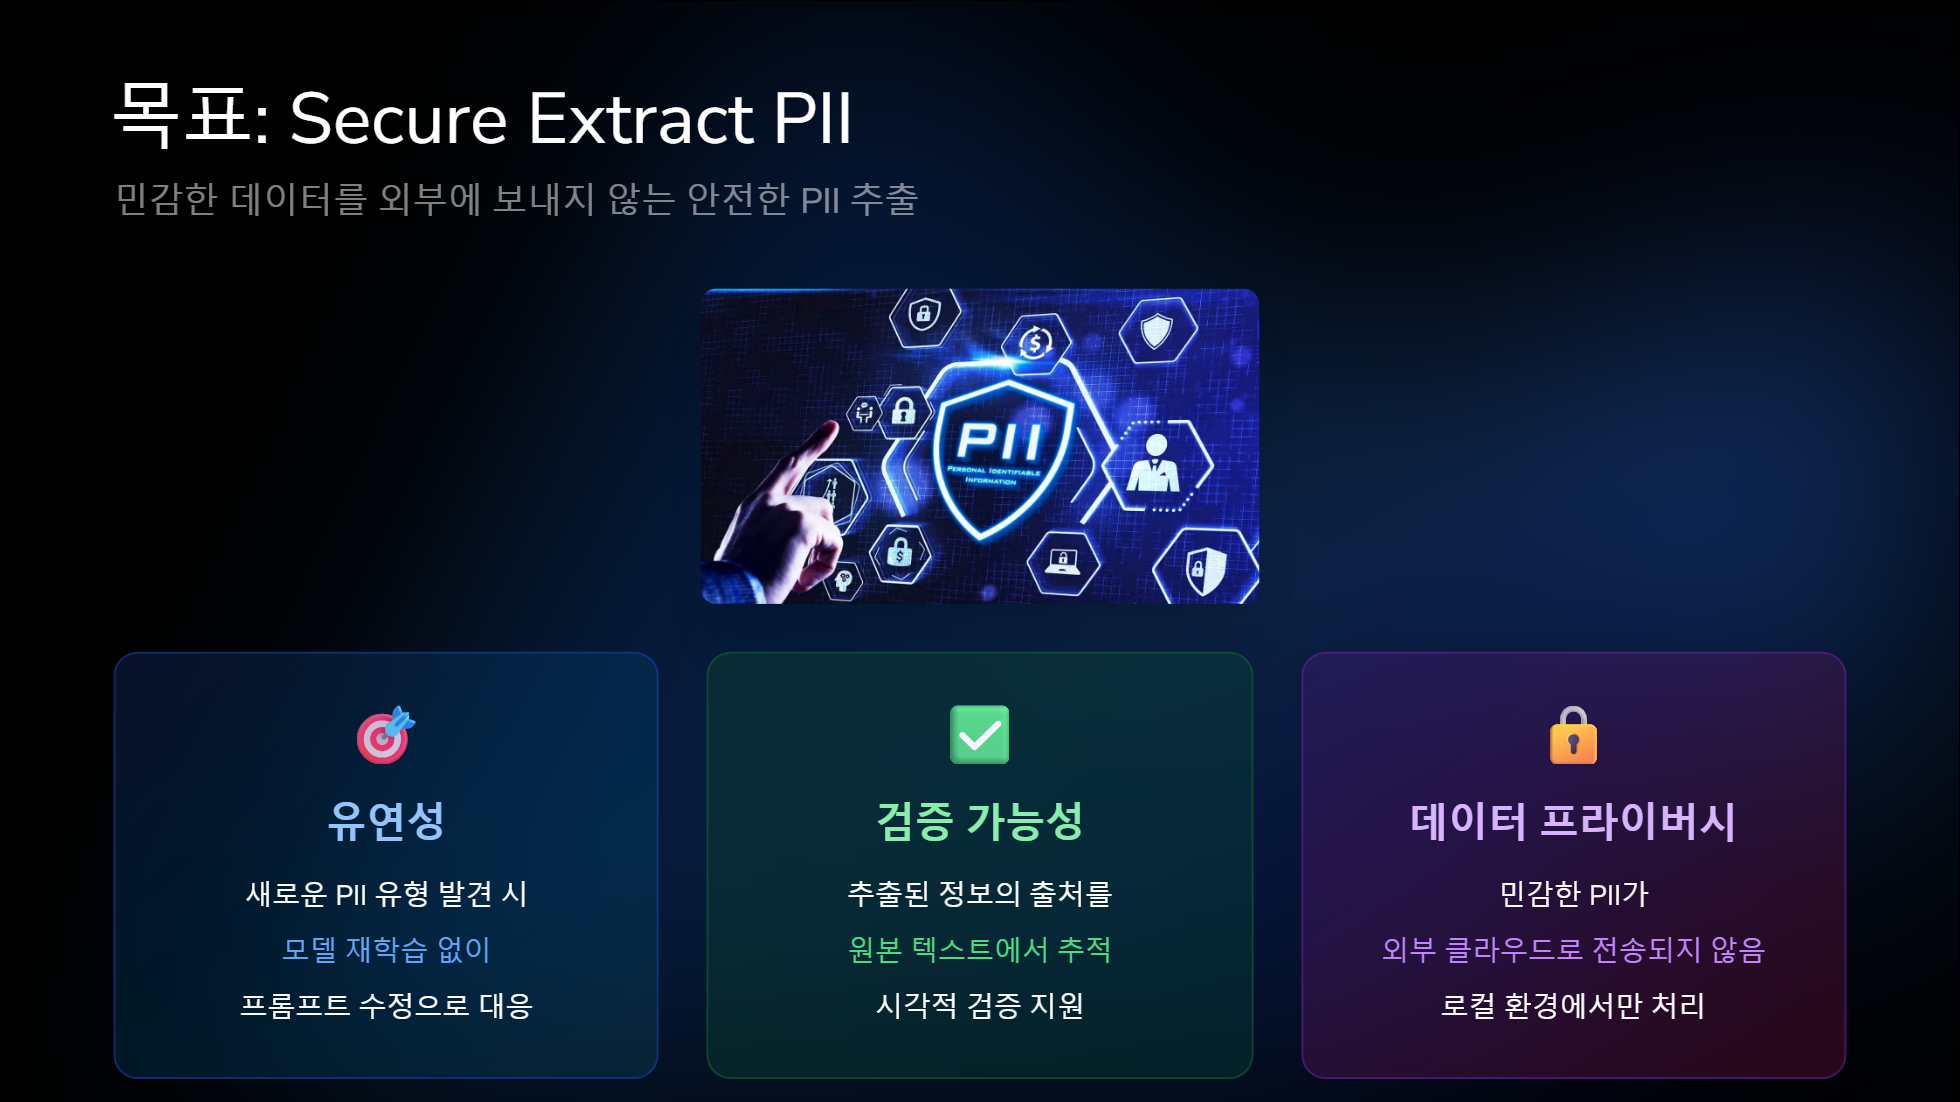 목표: Secure Extract PII
민감한 데이터를 외부에 보내지 않는 안전한 PII 추출
PII
Personal Identifiable
Information
유연성
새로운 PII 유형 발견 시
모델 재학습 없이
프롬프트 수정으로 대응
검증 가능성
추출된 정보의 출처를
원본 텍스트에서 추적
시각적 검증 지원
데이터 프라이버시
민감한 PII가
외부 클라우드로 전송되지 않음
로컬 환경에서만 처리